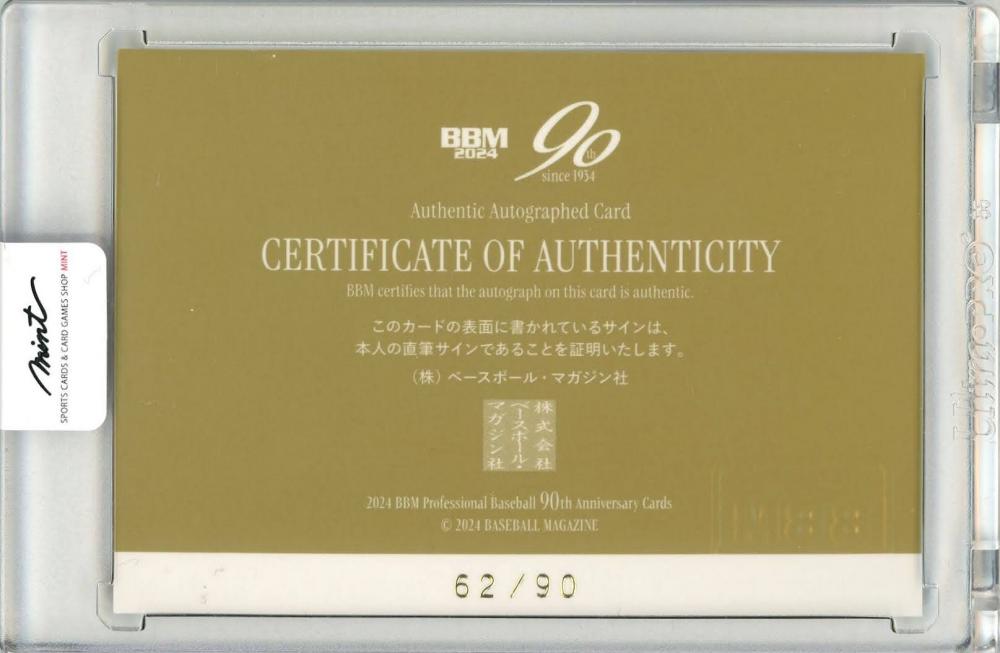 BBM
2024
90th
since 1934
Authentic Autographed Card
CERTIFICATE OF AUTHENTICITY
BBM certifies that the autograph on this card is authentic.
このカードの表面に書かれているサインは、
本人の直筆サインであることを証明いたします。
（株）ベースボール・マガジン社
株式会社
ベースボール・
マガジン社
2024 BBM Professional Baseball 90th Anniversary Cards
© 2024 BASEBALL MAGAZINE
BBM
62/90
mint
SPORTS CARDS & CARD GAMES SHOP MINT
Ultra·PRO